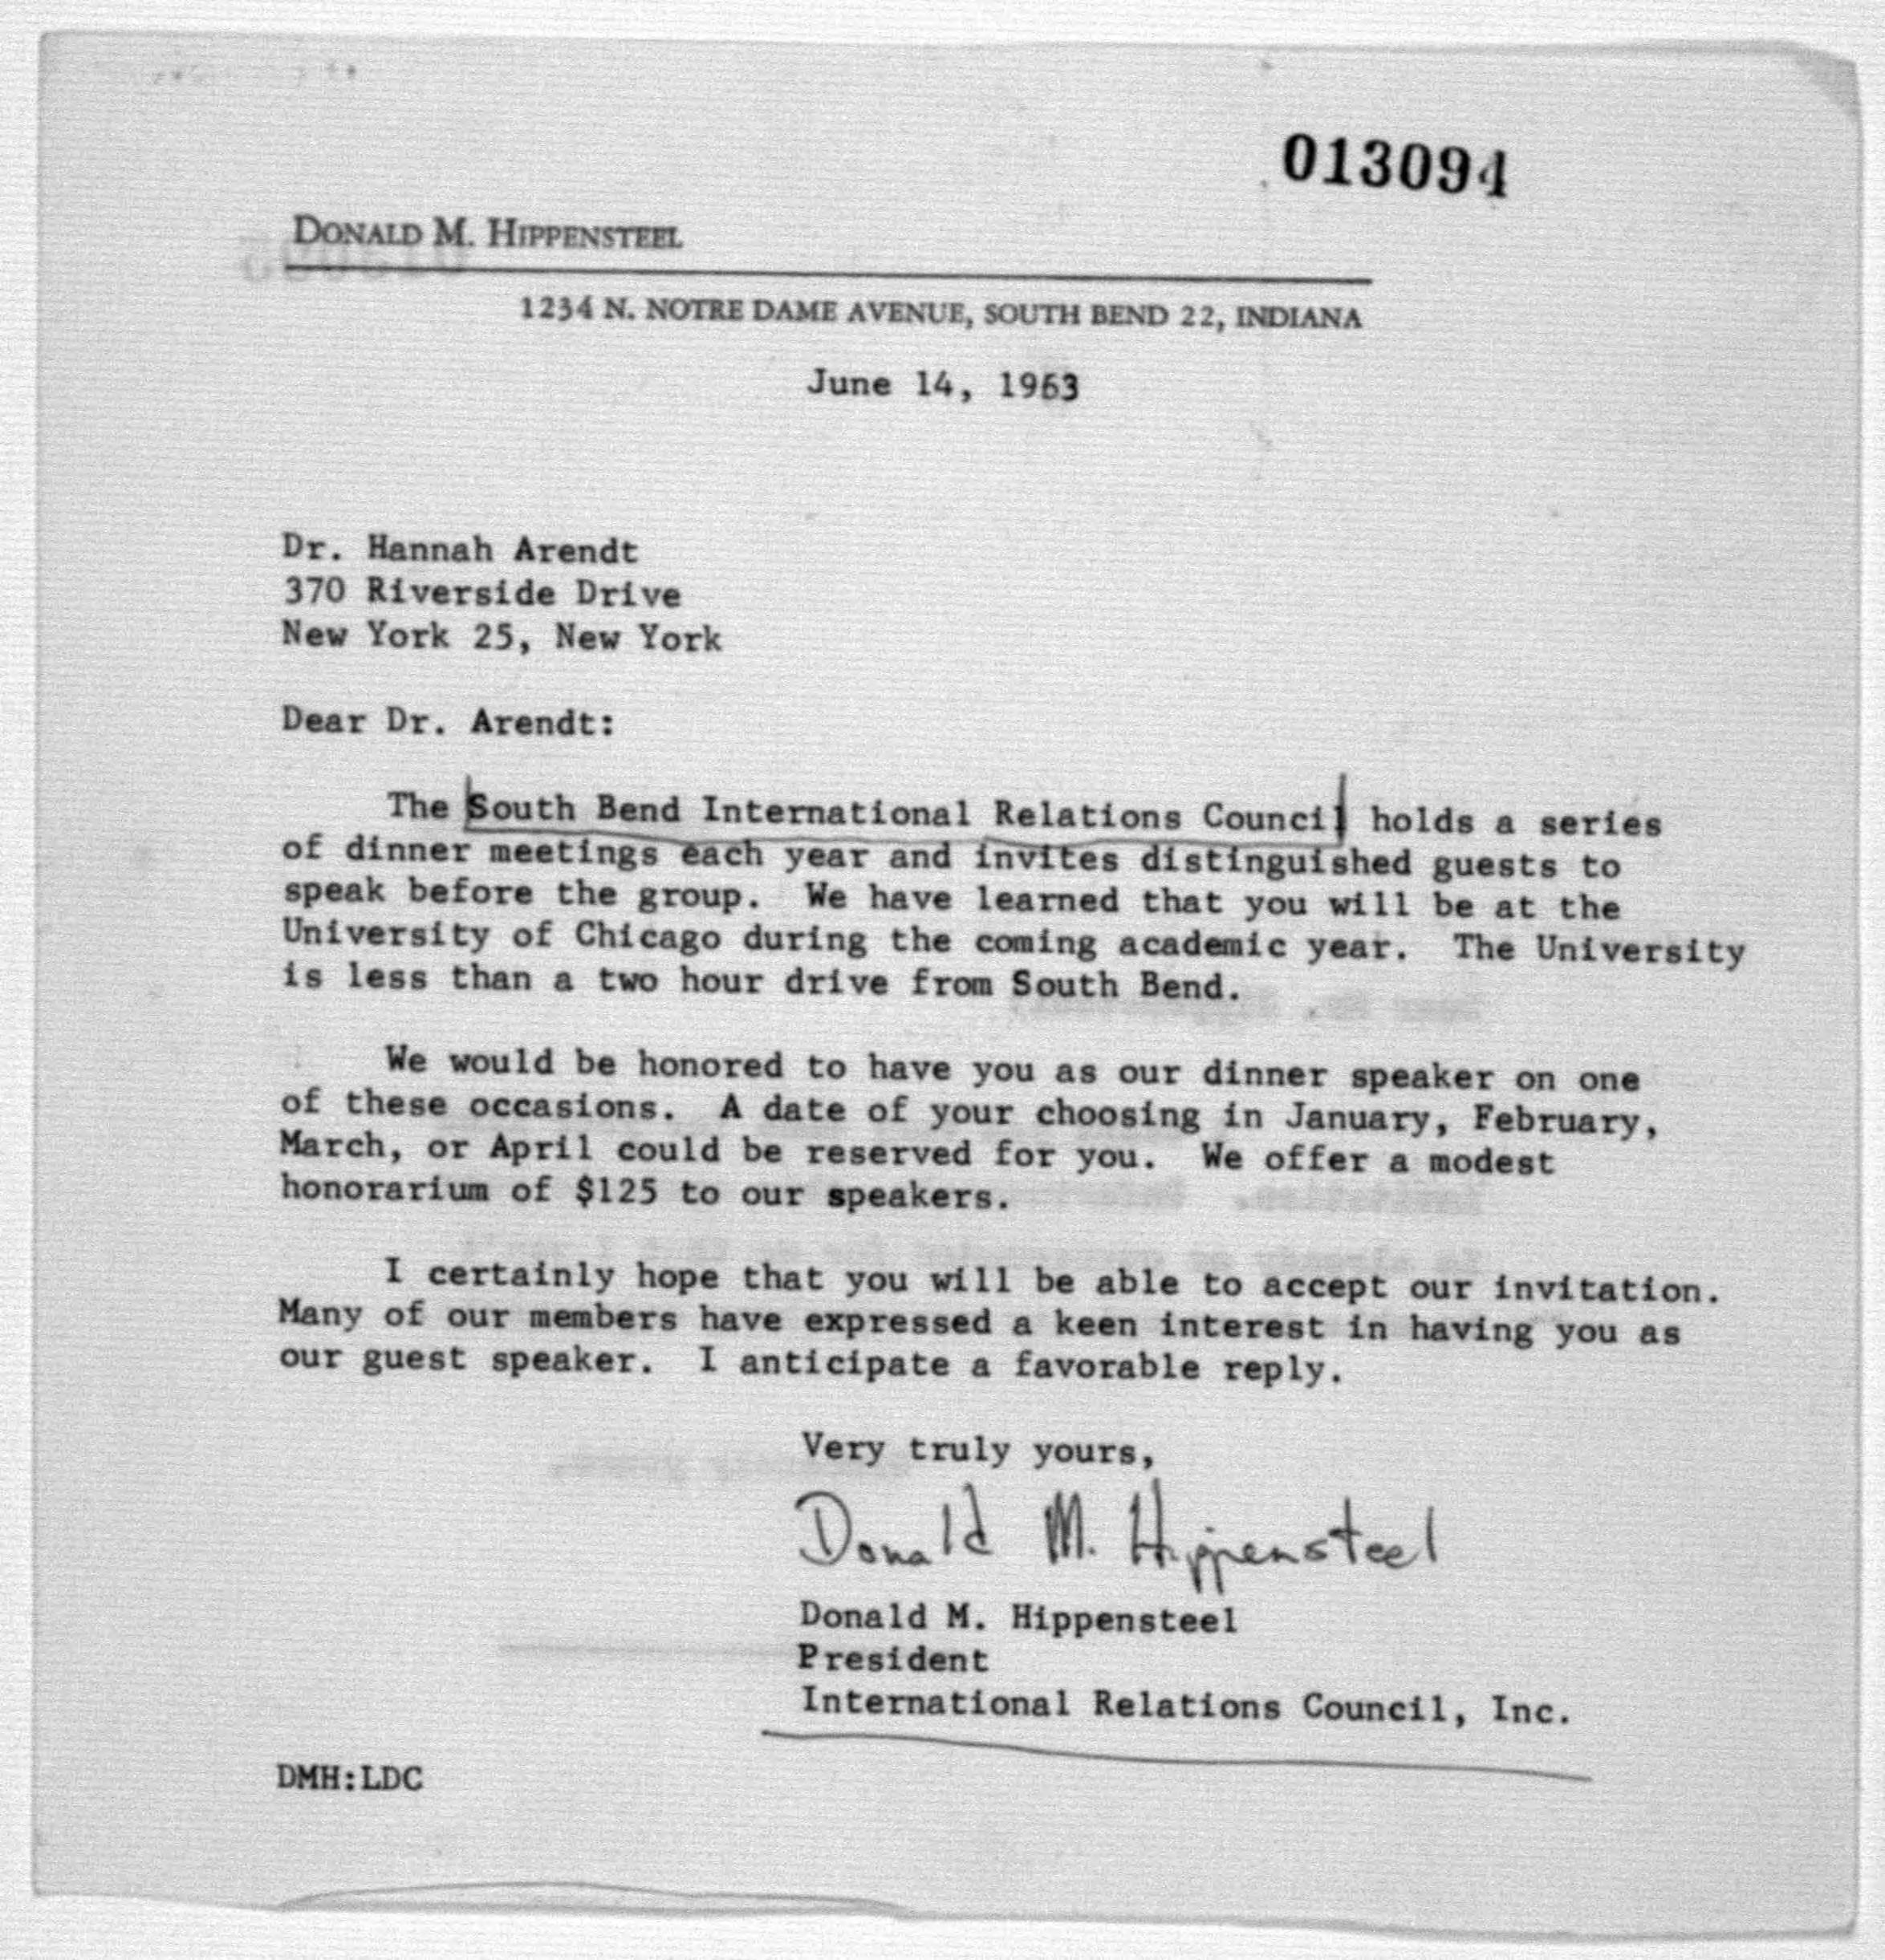 013094
DONALD M. HIPPENSTEEL
1234 N. NOTRE DAME AVENUE, SOUTH BEND 22, INDIANA
June 14, 1963
Dr. Hannah Arendt
370 Riverside Drive
New York 25, New York
Dear Dr. Arendt:
The South Bend International Relations Council holds a series
of dinner meetings each year and invites distinguished guests to
speak before the group. We have learned that you will be at the
University of Chicago during the coming academic year. The University
is less than a two hour drive from South Bend.
We would be honored to have you as our dinner speaker on one
of these occasions. A date of your choosing in January, February,
March, or April could be reserved for you. We offer a modest
honorarium of $125 to our speakers.
I certainly hope that you will be able to accept our invitation.
Many of our members have expressed a keen interest in having you as
our guest speaker. I anticipate a favorable reply.
Very truly yours,
Donald M. Hippensteel
Donald M. Hippensteel
President
International Relations Council, Inc.
DMH:LDC